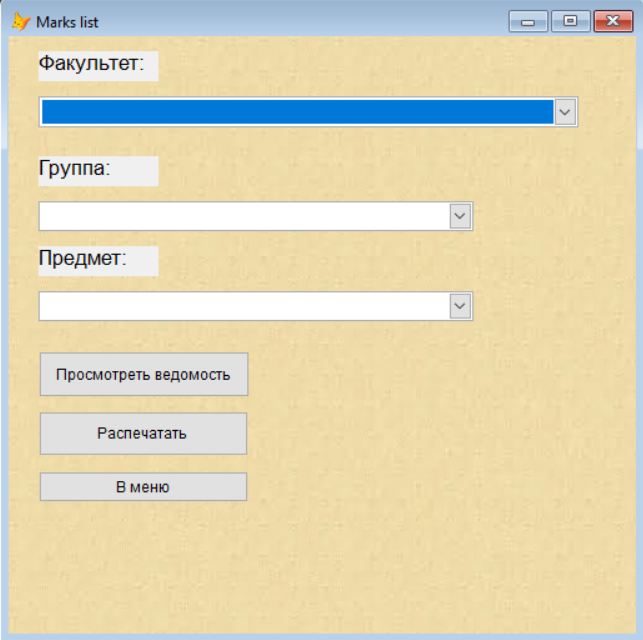 Marks list
Факультет:
Группа:
Предмет:
Просмотреть ведомость
Распечатать
В меню